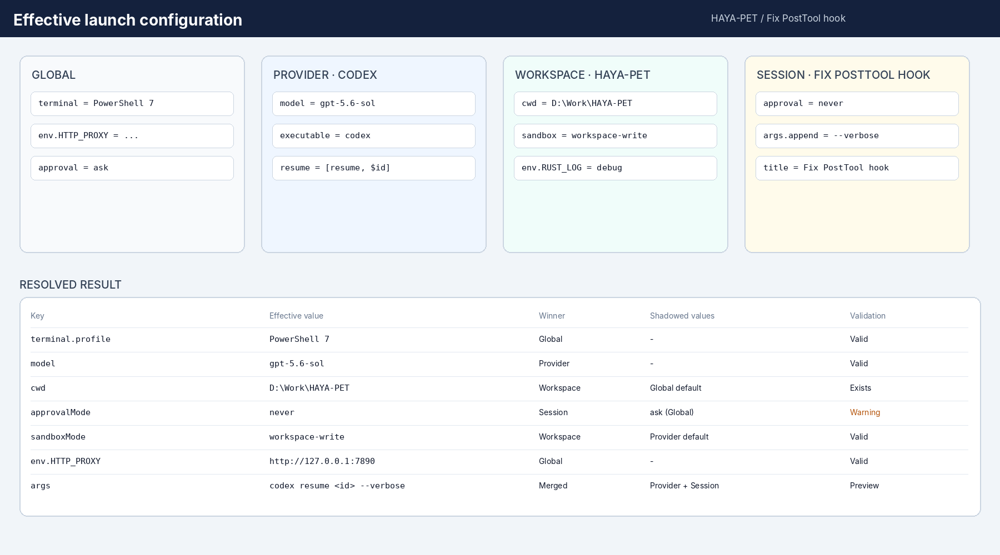 Effective launch configuration
HAYA-PET / Fix PostTool hook
GLOBAL
terminal = PowerShell 7
env.HTTP_PROXY = ...
approval = ask
PROVIDER · CODEX
model = gpt-5.6-sol
executable = codex
resume = [resume, $id]
WORKSPACE · HAYA-PET
cwd = D:\Work\HAYA-PET
sandbox = workspace-write
env.RUST_LOG = debug
SESSION · FIX POSTTOOL HOOK
approval = never
args.append = --verbose
title = Fix PostTool hook
RESOLVED RESULT
Key Effective value Winner Shadowed values Validation
terminal.profile PowerShell 7 Global - Valid
model gpt-5.6-sol Provider - Valid
cwd D:\Work\HAYA-PET Workspace Global default Exists
approvalMode never Session ask (Global) Warning
sandboxMode workspace-write Workspace Provider default Valid
env.HTTP_PROXY http://127.0.0.1:7890 Global - Valid
args codex resume <id> --verbose Merged Provider + Session Preview